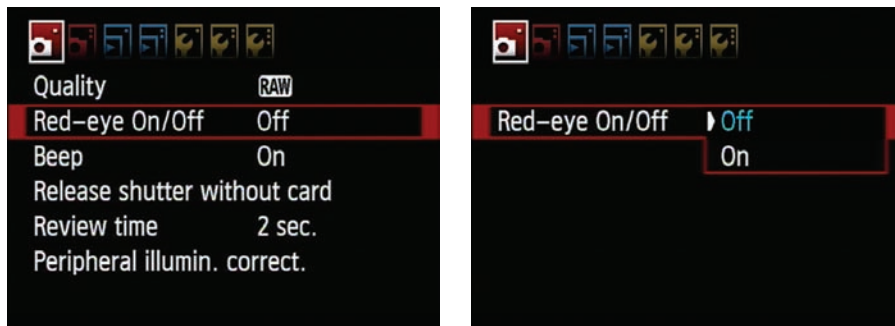 Quality RAW
Red-eye On/Off Off
Beep On
Release shutter without card
Review time 2 sec.
Peripheral illumin. correct.
Red-eye On/Off Off
On